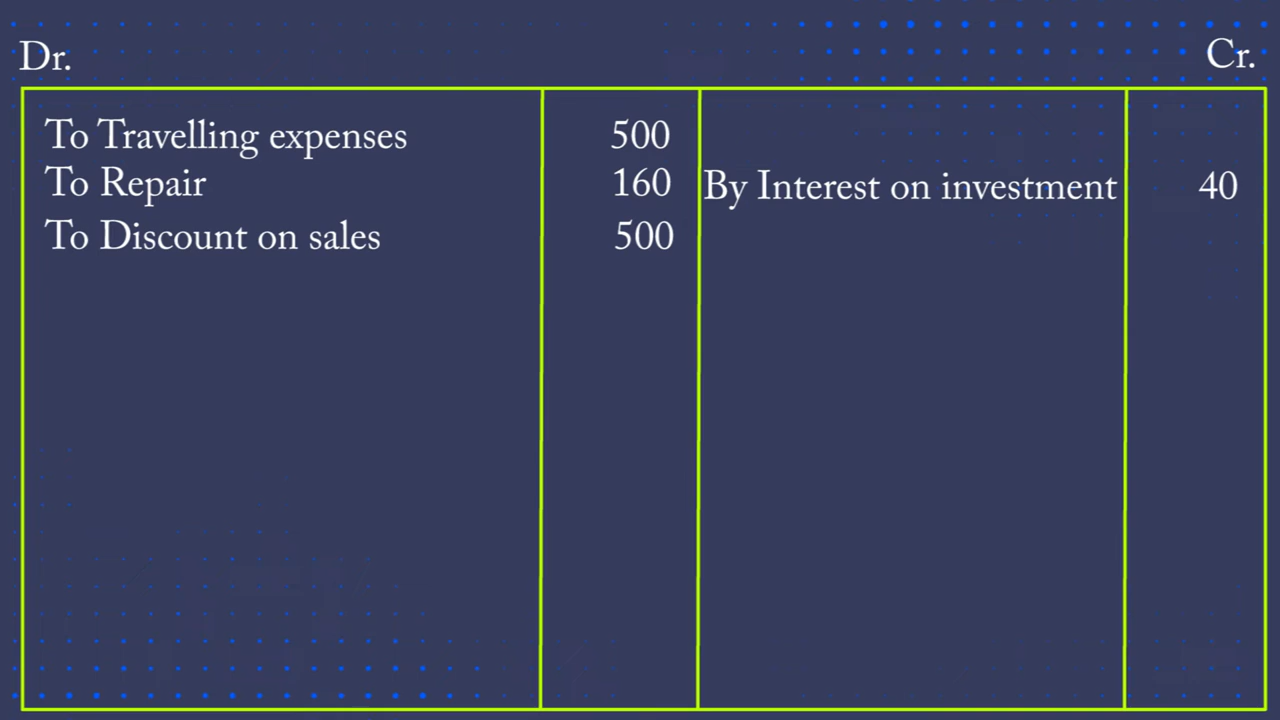 Dr. Cr.
To Travelling expenses 500
To Repair 160 By Interest on investment 40
To Discount on sales 500